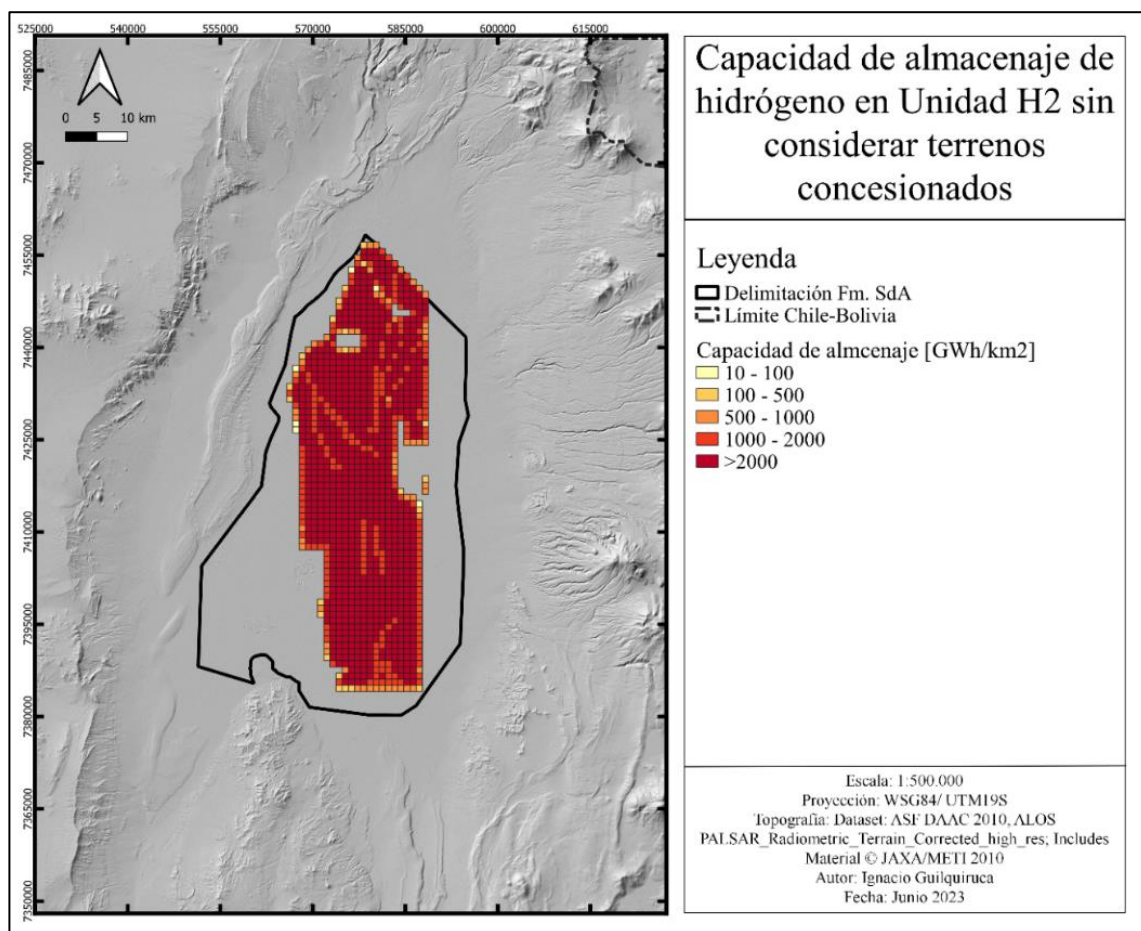 525000 540000 555000 570000 585000 600000 615000
7485000
7470000
7455000
7440000
7425000
7410000
7395000
7380000
7365000
7350000
0 5 10 km
Capacidad de almacenaje de
hidrógeno en Unidad H2 sin
considerar terrenos
concesionados
Leyenda
Delimitación Fm. SdA
Límite Chile-Bolivia
Capacidad de almcenaje [GWh/km2]
10 - 100
100 - 500
500 - 1000
1000 - 2000
>2000
Escala: 1:500.000
Proyección: WSG84/ UTM19S
Topografía: Dataset: ASF DAAC 2010, ALOS
PALSAR_Radiometric_Terrain_Corrected_high_res; Includes
Material © JAXA/METI 2010
Autor: Ignacio Guilquiruca
Fecha: Junio 2023